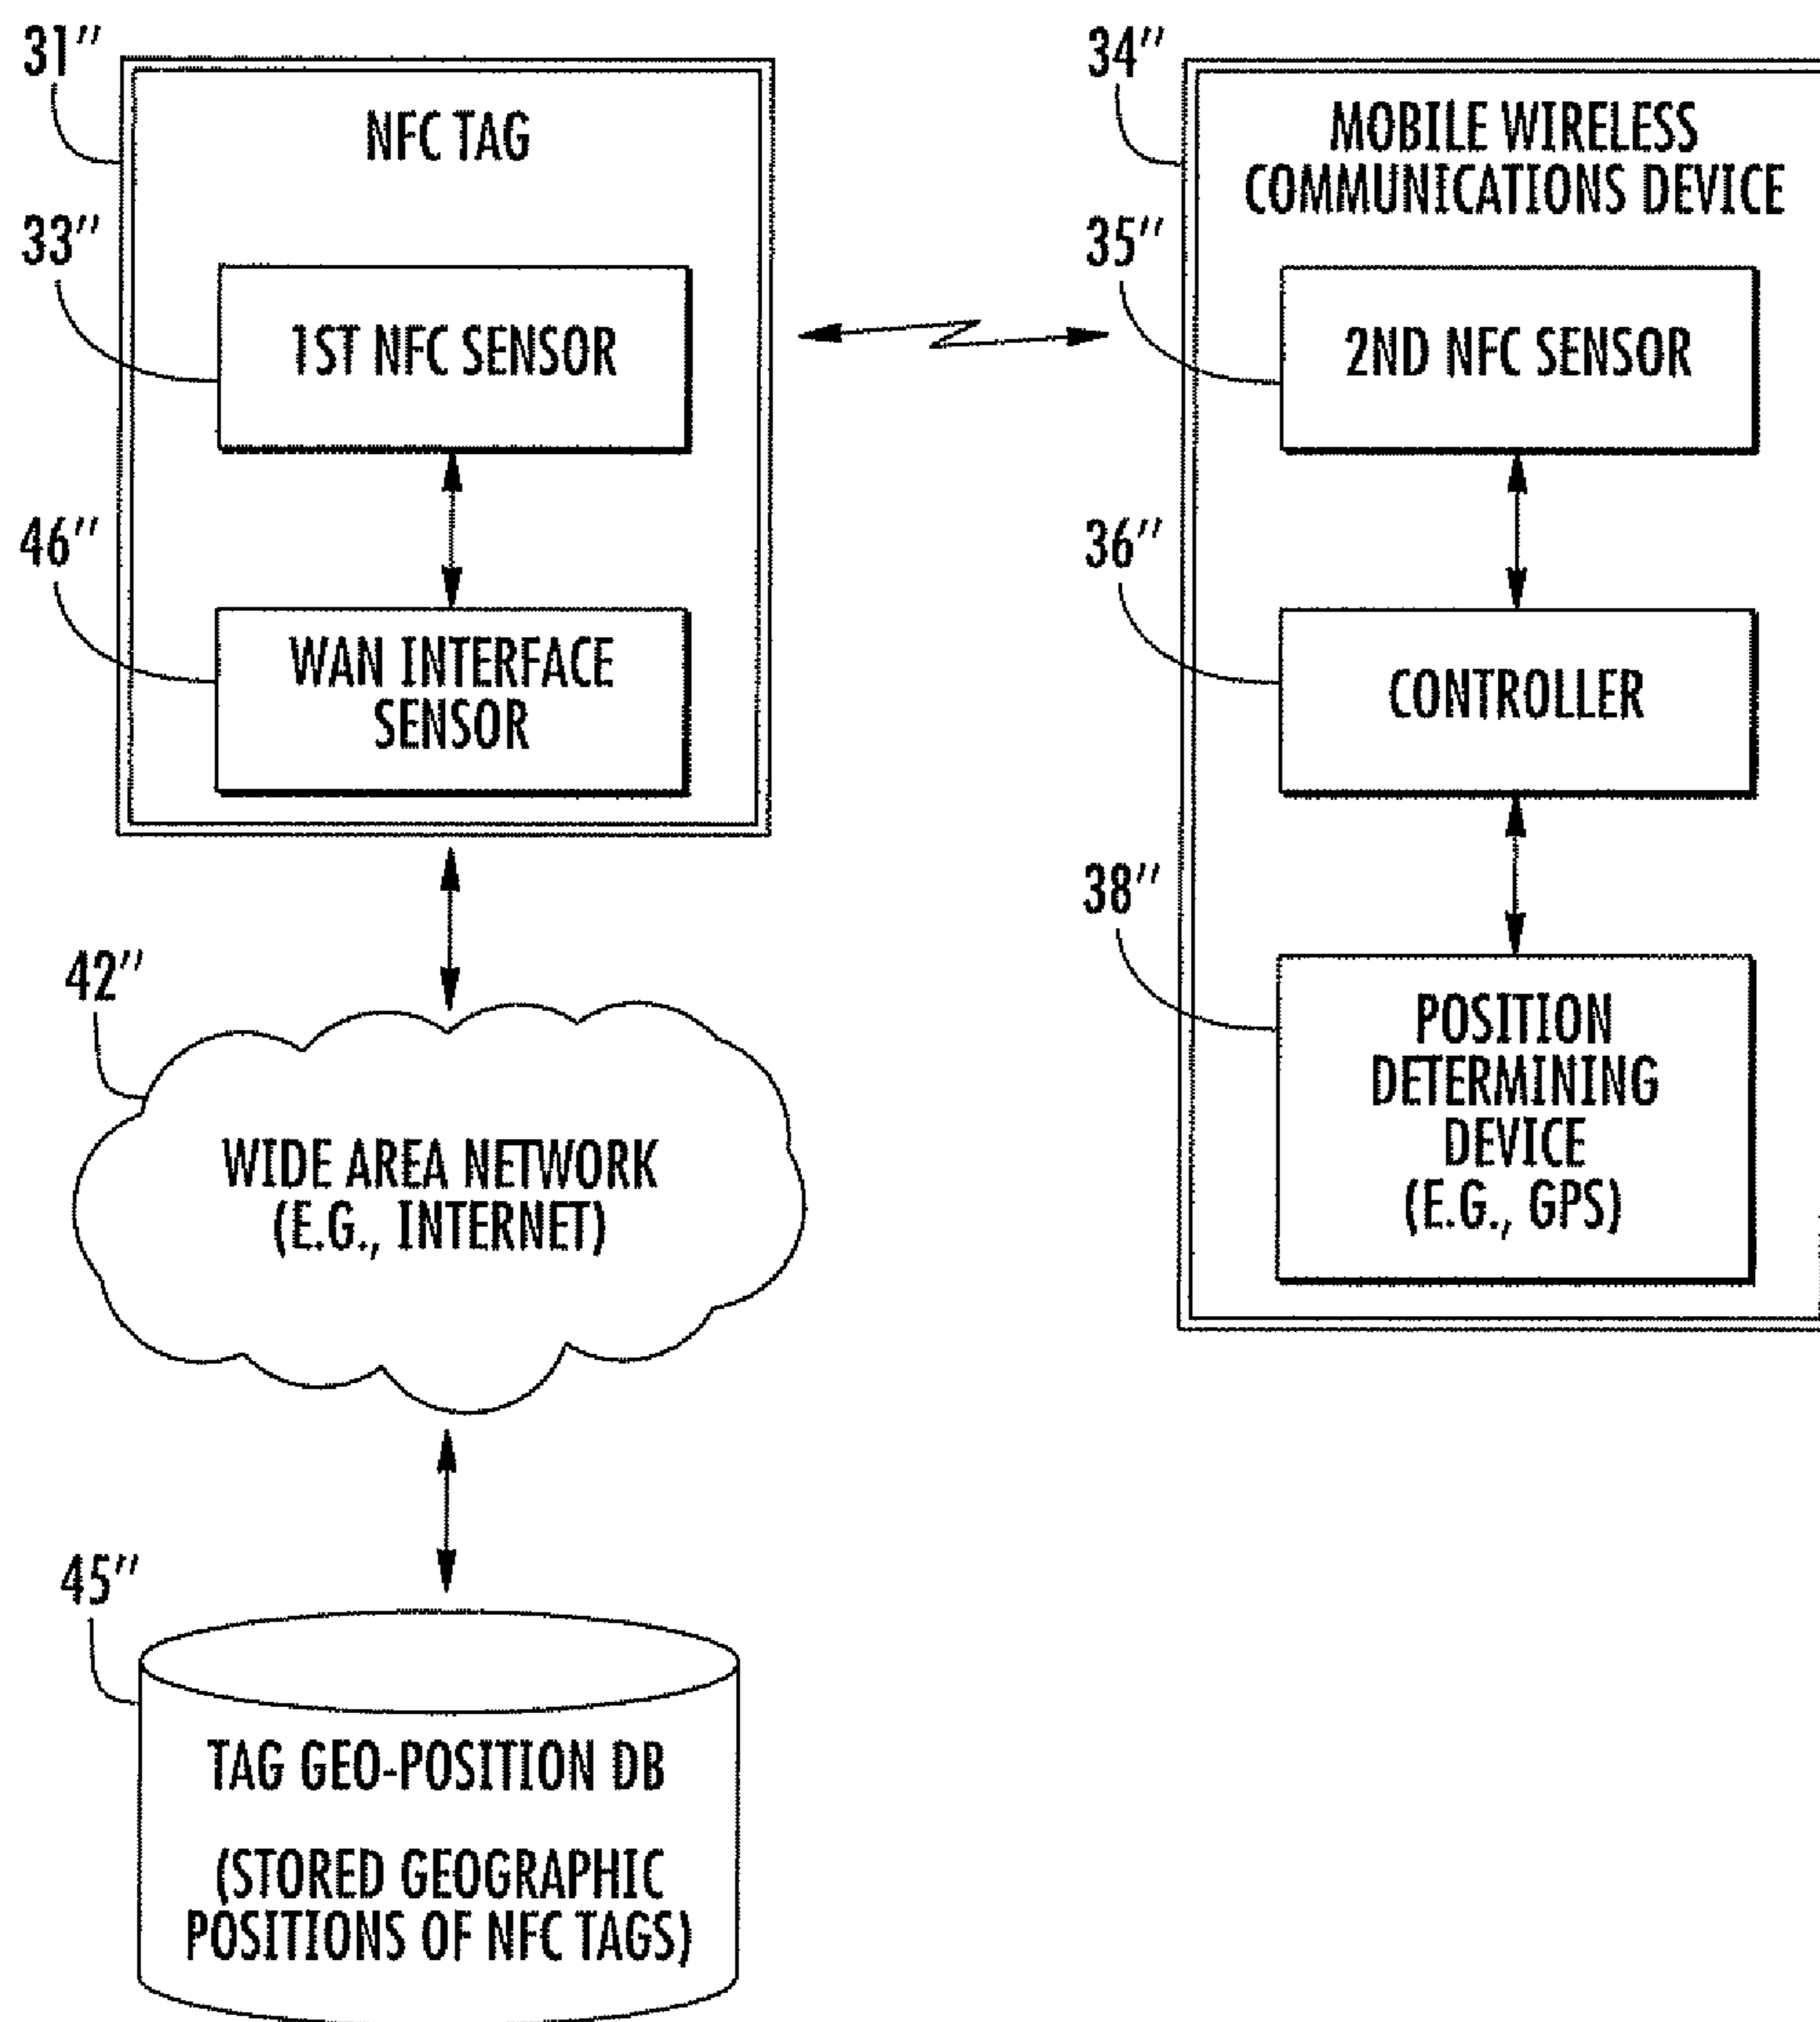 31''
NFC TAG
33''
1ST NFC SENSOR
46''
WAN INTERFACE
SENSOR
34''
MOBILE WIRELESS
COMMUNICATIONS DEVICE
35''
2ND NFC SENSOR
36''
CONTROLLER
38''
POSITION
DETERMINING
DEVICE
(E.G., GPS)
42''
WIDE AREA NETWORK
(E.G., INTERNET)
45''
TAG GEO-POSITION DB
(STORED GEOGRAPHIC
POSITIONS OF NFC TAGS)